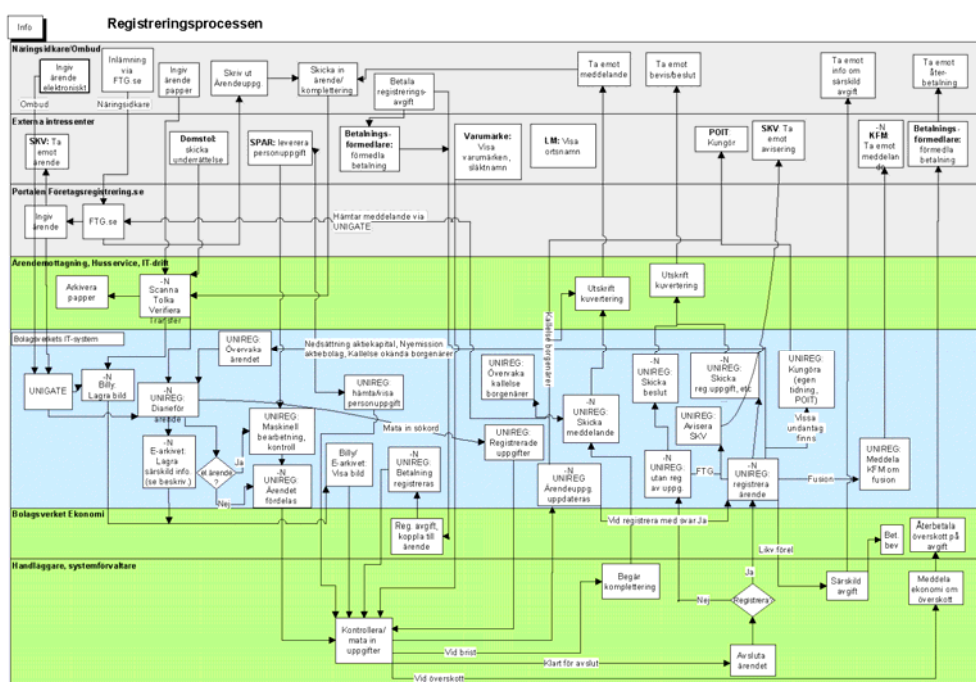 Info
Registreringsprocessen
Näringsidkare/Ombud
Ingiv
ärende
elektroniskt
Inlämning
via
FTG.se
Ingiv
ärende
papper
Skriv ut
Ärendeuppg.
Skicka in
ärende/
komplettering
Betala
registrerings-
avgift
Ta emot
meddelande
Ta emot
bevis/beslut
Ta emot
info om
särskild
avgift
Ta emot
åter-
betalning
Ombud
Näringsidkare
Externa intressenter
SKV: Ta
emot
ärende
Domstol:
skicka
underrättelse
SPAR: leverera
personuppgift
Betalnings-
förmedlare:
förmedla
betalning
Varumärke:
Visa
varumärken,
släktnamn
LM: Visa
ortsnamn
POIT:
Kungör
SKV: Ta
emot
avisering
-N
KFM:
Ta emot
meddelan
de
Betalnings-
förmedlare:
förmedla
betalning
Portalen Företagsregistrering.se
Ingiv
ärende
FTG.se
Hämtar meddelande via
UNIGATE
Ärendemottagning, Husservice, IT-drift
Arkivera
papper
-N
Scanna
Tolka
Verifiera
Transfer
Utskrift
kuvertering
Utskrift
kuvertering
Kallelse borgenärer
Bolagsverkets IT-system
UNIREG:
Övervaka
ärendet
Nedsättning aktiekapital, Nyemission
aktiebolag, Kallelse okända borgenärer
UNIGATE
-N
Billy:
Lagra bild
-N
UNIREG:
Diarieför
ärende
UNIREG:
hämta/visa
personuppgift
UNIREG:
Övervaka
kallelse
borgenärer
-N
UNIREG:
Skicka
meddelande
-N
UNIREG:
Skicka
beslut
-N
UNIREG:
Skicka
reg.uppgift, etc
UNIREG:
Kungöra
(egen
tidning,
POIT)
-N
UNIREG:
Maskinell
bearbetning,
kontroll
Mata in sökord
UNIREG:
Registrerade
uppgifter
UNIREG:
Avisera
SKV
Vissa
undantag
finns
-N
E-arkivet:
Lagra
särskild info.
(se beskriv.)
el ärende
?
Ja
Nej
-N
UNIREG:
Ärendet
fördelas
Billy/
E-arkivet:
Visa bild
-N
UNIREG:
Betalning
registreras
-N
UNIREG:
Ärendeuppg.
uppdateras
-N
UNIREG:
utan reg
av uppg.
FTG
-N
UNIREG:
registrera
ärende
Fusion
UNIREG:
Meddela
KFM om
fusion
Bolagsverket Ekonomi
Reg. avgift,
koppla till
ärende
Vid registrera med svar Ja
Likv förel
Bet.
bev
Återbetala
överskott på
avgift
Handläggare, systemförvaltare
Begär
komplettering
Ja
Nej
Registrera?
Särskild
avgift
Meddela
ekonomi om
överskott
Kontrollera/
mata in
uppgifter
Vid brist
Klart för avslut
Avsluta
ärendet
Vid överskott